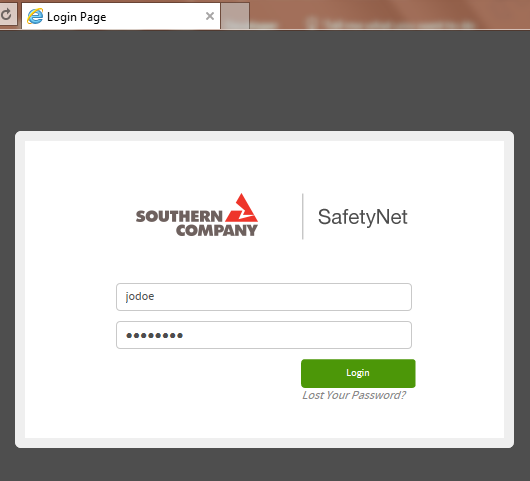 Login Page
SOUTHERN
COMPANY
SafetyNet
jodoe
●●●●●●●●
Login
Lost Your Password?